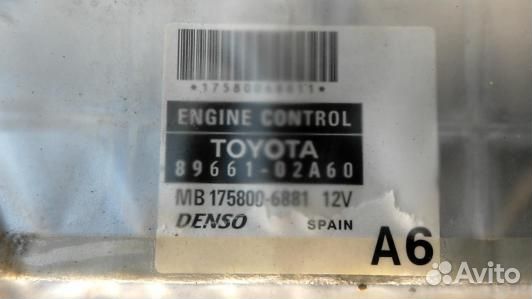 *17580068811*
ENGINE CONTROL
TOYOTA
89661-02A60
MB 175800-6881 12V
DENSO SPAIN
A6
Avito